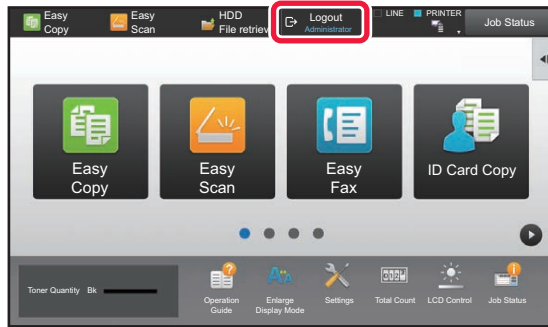 Easy
Copy
Easy
Scan
HDD
File retriev
Logout
Administrator
LINE
PRINTER
Job Status
Easy
Copy
Easy
Scan
Easy
Fax
ID Card Copy
Toner Quantity Bk
Operation
Guide
Enlarge
Display Mode
Settings
Total Count
LCD Control
Job Status